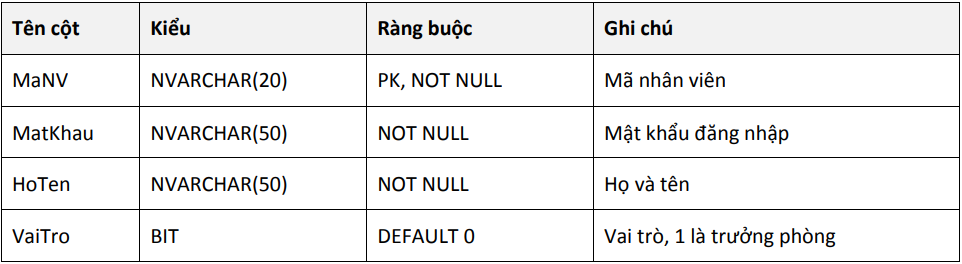 Tên cột Kiểu Ràng buộc Ghi chú
MaNV NVARCHAR(20) PK, NOT NULL Mã nhân viên
MatKhau NVARCHAR(50) NOT NULL Mật khẩu đăng nhập
HoTen NVARCHAR(50) NOT NULL Họ và tên
VaiTro BIT DEFAULT 0 Vai trò, 1 là trưởng phòng